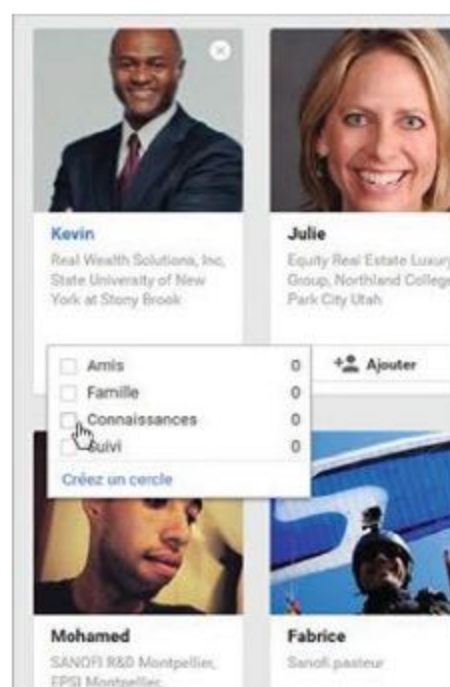 Kevin
Real Wealth Solutions, Inc,
State University of New
York at Stony Brook
Julie
Equity Real Estate Luxury
Group, Northland College
Park City Utah
Amis 0
Famille 0
Connaissances 0
Suivi 0
Créez un cercle
Ajouter
Mohamed
SANOFI R&D Montpellier,
EPSI Montpellier,
Fabrice
Sanofi pasteur